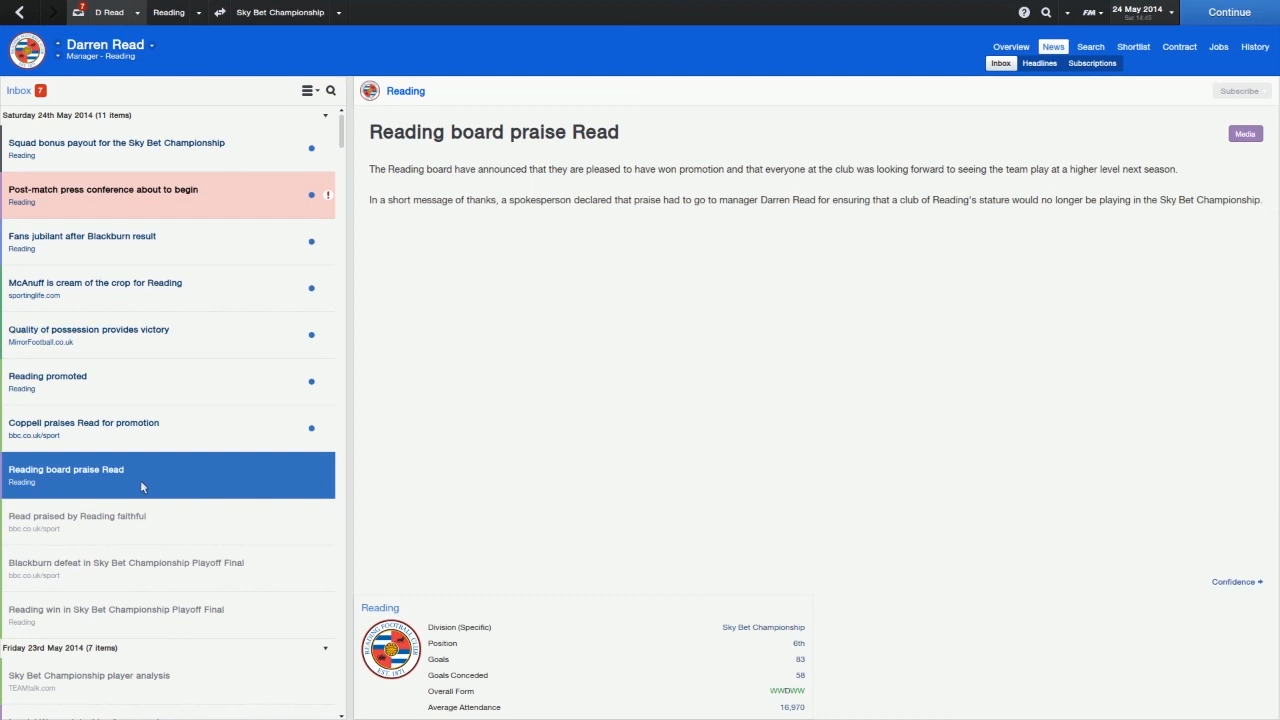 7
D Read
Reading
Sky Bet Championship
?
FM
24 May 2014
Sat 14:45
Continue
Darren Read
Manager - Reading
Overview
News
Search
Shortlist
Contract
Jobs
History
Inbox
Headlines
Subscriptions
Inbox 7
Saturday 24th May 2014 (11 items)
Squad bonus payout for the Sky Bet Championship
Reading
Post-match press conference about to begin
Reading
!
Fans jubilant after Blackburn result
Reading
McAnuff is cream of the crop for Reading
sportinglife.com
Quality of possession provides victory
MirrorFootball.co.uk
Reading promoted
Reading
Coppell praises Read for promotion
bbc.co.uk/sport
Reading board praise Read
Reading
Read praised by Reading faithful
bbc.co.uk/sport
Blackburn defeat in Sky Bet Championship Playoff Final
bbc.co.uk/sport
Reading win in Sky Bet Championship Playoff Final
Reading
Friday 23rd May 2014 (7 items)
Sky Bet Championship player analysis
TEAMtalk.com
Reading
Subscribe
Reading board praise Read
Media
The Reading board have announced that they are pleased to have won promotion and that everyone at the club was looking forward to seeing the team play at a higher level next season.
In a short message of thanks, a spokesperson declared that praise had to go to manager Darren Read for ensuring that a club of Reading's stature would no longer be playing in the Sky Bet Championship.
Confidence
Reading
READING FOOTBALL CLUB
EST. 1871
Division (Specific) Sky Bet Championship
Position 6th
Goals 83
Goals Conceded 58
Overall Form WWDWW
Average Attendance 16,970